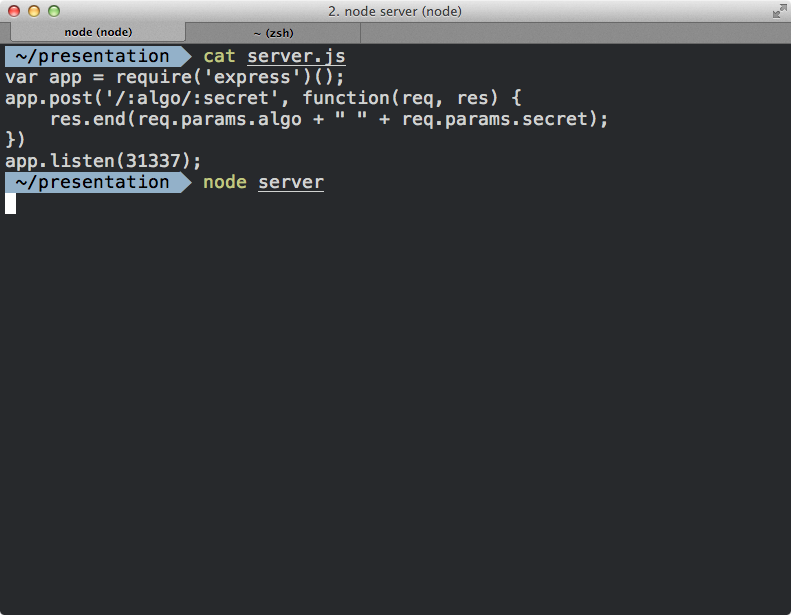 2. node server (node)
node (node)
~ (zsh)
~/presentation cat server.js
var app = require('express')();
app.post('/:algo/:secret', function(req, res) {
    res.end(req.params.algo + " " + req.params.secret);
})
app.listen(31337);
~/presentation node server